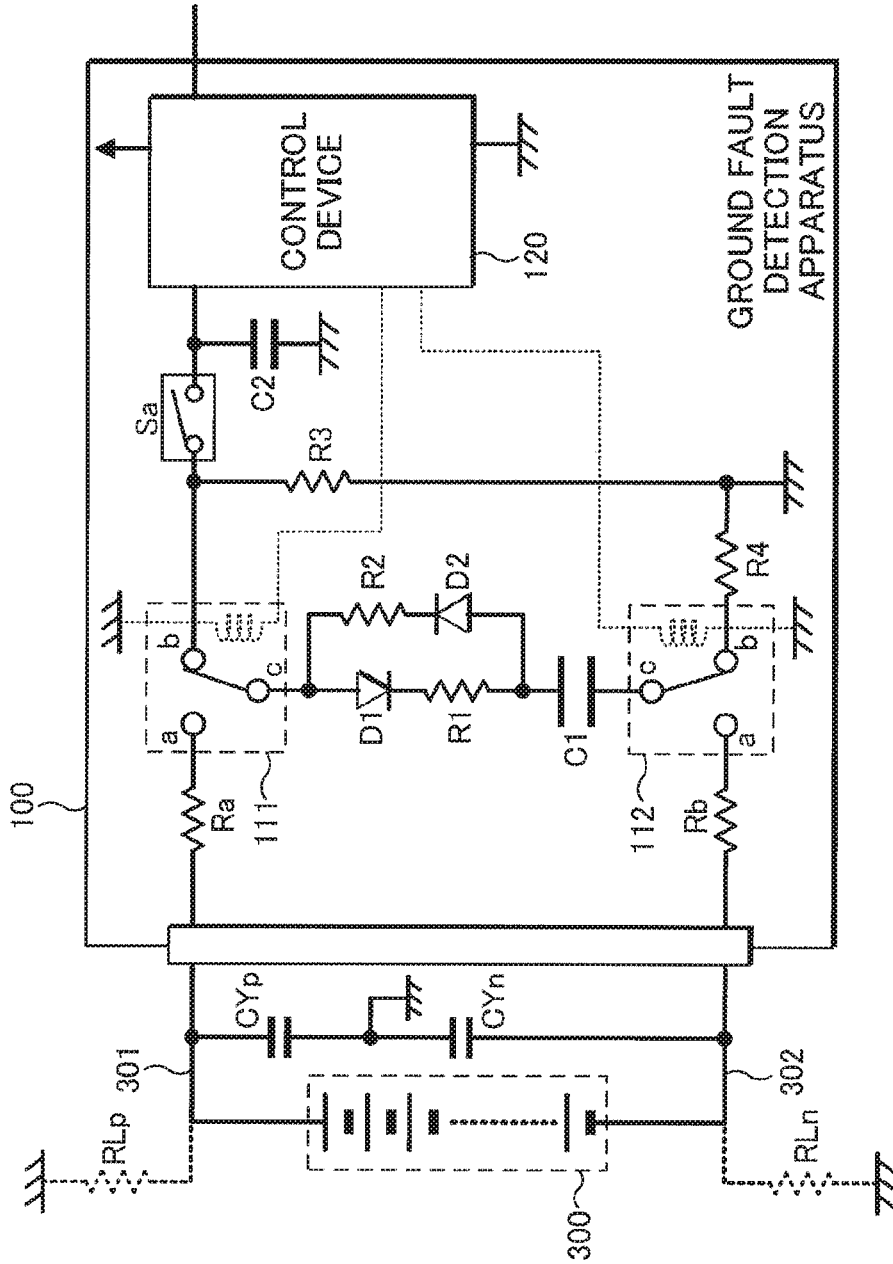 100
CONTROL
DEVICE
120
GROUND FAULT
DETECTION
APPARATUS
Sa
C2
R3
b
a
c
111
Ra
R2
D2
D1
R1
C1
R4
c
b
a
112
Rb
301
CYp
CYn
302
RLp
300
RLn